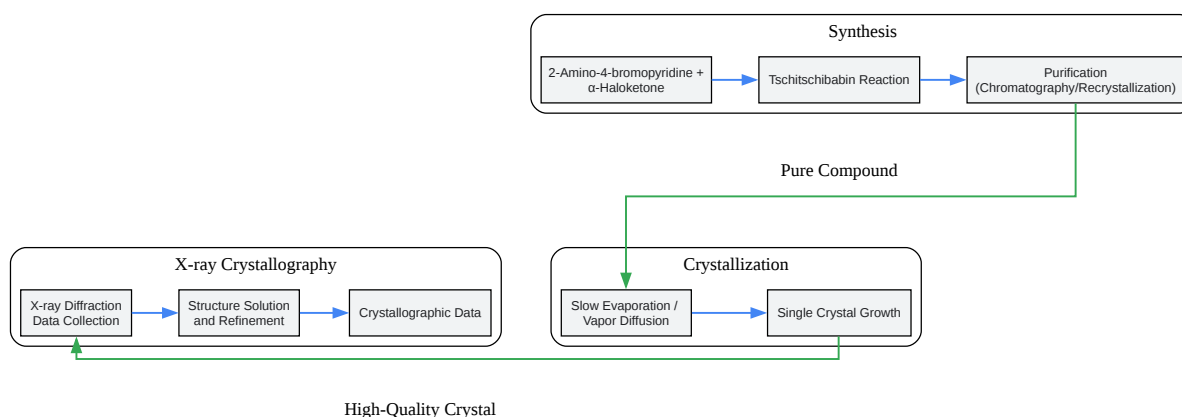 Synthesis
2-Amino-4-bromopyridine +
α-Haloketone
Tschitschibabin Reaction
Purification
(Chromatography/Recrystallization)
Pure Compound
X-ray Crystallography
X-ray Diffraction
Data Collection
Structure Solution
and Refinement
Crystallographic Data
Crystallization
Slow Evaporation /
Vapor Diffusion
Single Crystal Growth
High-Quality Crystal